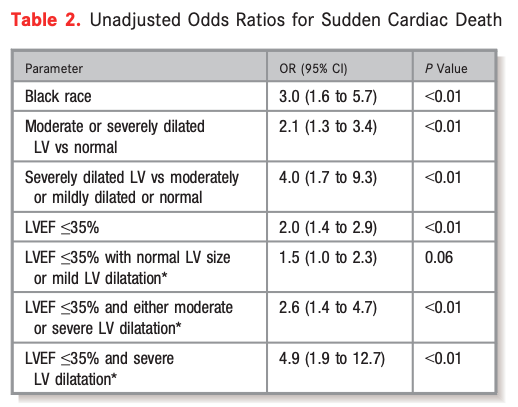 Table 2. Unadjusted Odds Ratios for Sudden Cardiac Death
Parameter OR (95% CI) P Value
Black race 3.0 (1.6 to 5.7) <0.01
Moderate or severely dilated 2.1 (1.3 to 3.4) <0.01
LV vs normal
Severely dilated LV vs moderately 4.0 (1.7 to 9.3) <0.01
or mildly dilated or normal
LVEF ≤35% 2.0 (1.4 to 2.9) <0.01
LVEF ≤35% with normal LV size 1.5 (1.0 to 2.3) 0.06
or mild LV dilatation*
LVEF ≤35% and either moderate 2.6 (1.4 to 4.7) <0.01
or severe LV dilatation*
LVEF ≤35% and severe 4.9 (1.9 to 12.7) <0.01
LV dilatation*